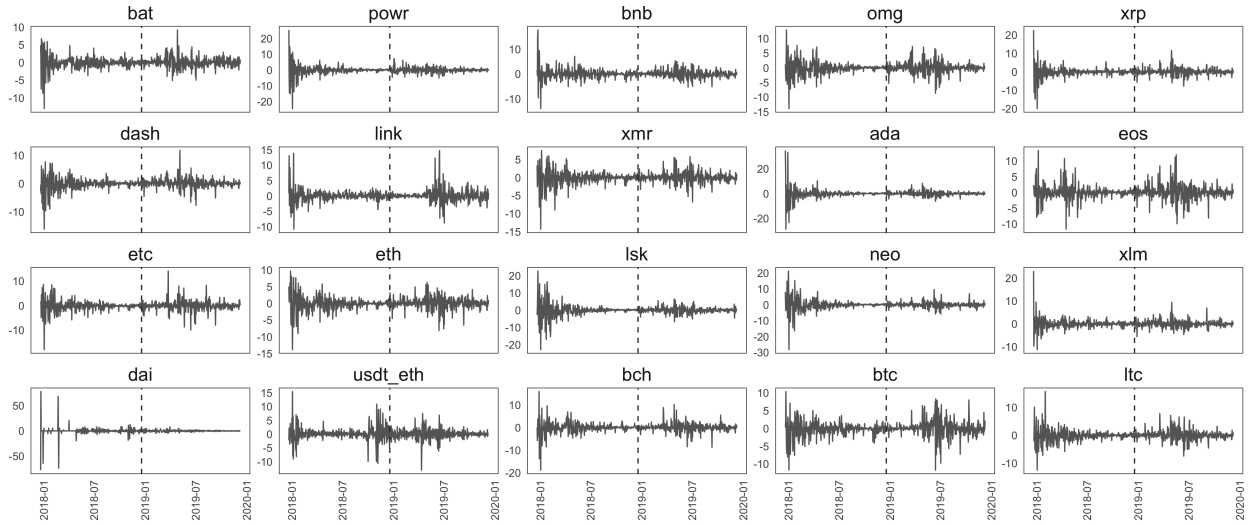 bat powr bnb omg xrp
10 5 0 -5 -10
20 10 0 -10 -20
10 0 -10
10 5 0 -5 -10 -15
20 10 0 -10 -20
dash link xmr ada eos
10 0 -10
15 10 5 0 -5 -10
5 0 -5 -10 -15
20 0 -20
10 5 0 -5 -10
etc eth lsk neo xlm
10 0 -10
10 5 0 -5 -10 -15
20 10 0 -10 -20
20 10 0 -10 -20 -30
20 10 0 -10
dai usdt_eth bch btc ltc
50 0 -50
15 10 5 0 -5 -10
10 0 -10 -20
10 5 0 -5 -10
10 0 -10
2018-01 2018-07 2019-01 2019-07 2020-01
2018-01 2018-07 2019-01 2019-07 2020-01
2018-01 2018-07 2019-01 2019-07 2020-01
2018-01 2018-07 2019-01 2019-07 2020-01
2018-01 2018-07 2019-01 2019-07 2020-01